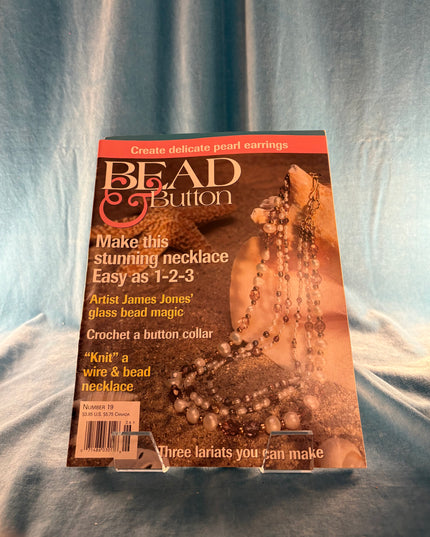 Create delicate pearl earrings
BEAD
& Button
Make this
stunning necklace
Easy as 1-2-3
Artist James Jones'
glass bead magic
Crochet a button collar
"Knit" a
wire & bead
necklace
NUMBER 19
Three lariats you can make